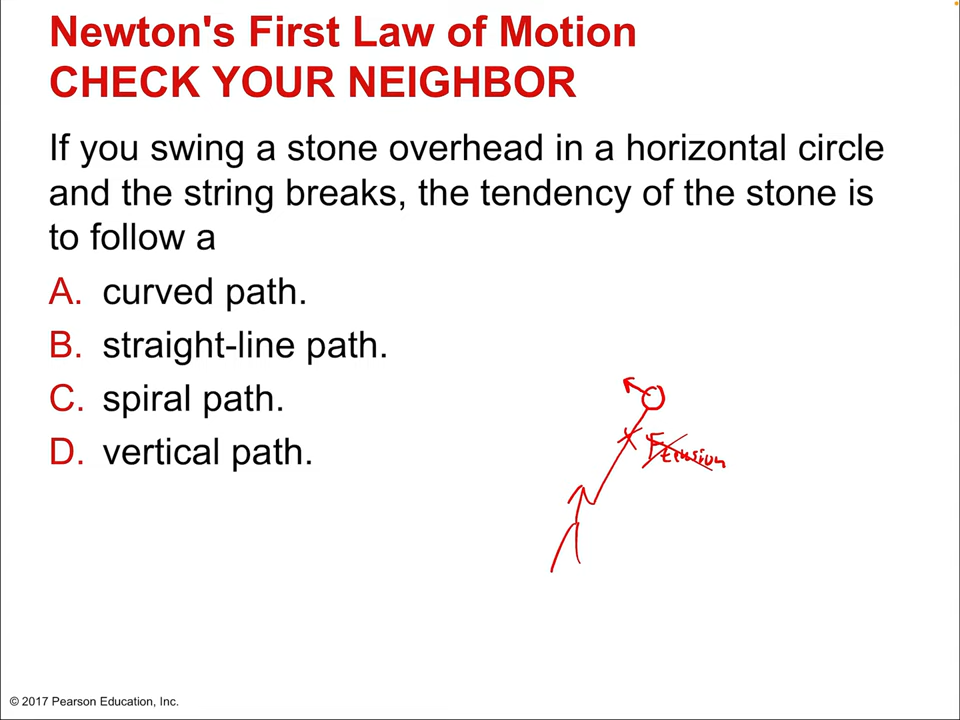 Newton's First Law of Motion
CHECK YOUR NEIGHBOR
If you swing a stone overhead in a horizontal circle
and the string breaks, the tendency of the stone is
to follow a
A. curved path.
B. straight-line path.
C. spiral path.
D. vertical path.
Ftension
© 2017 Pearson Education, Inc.